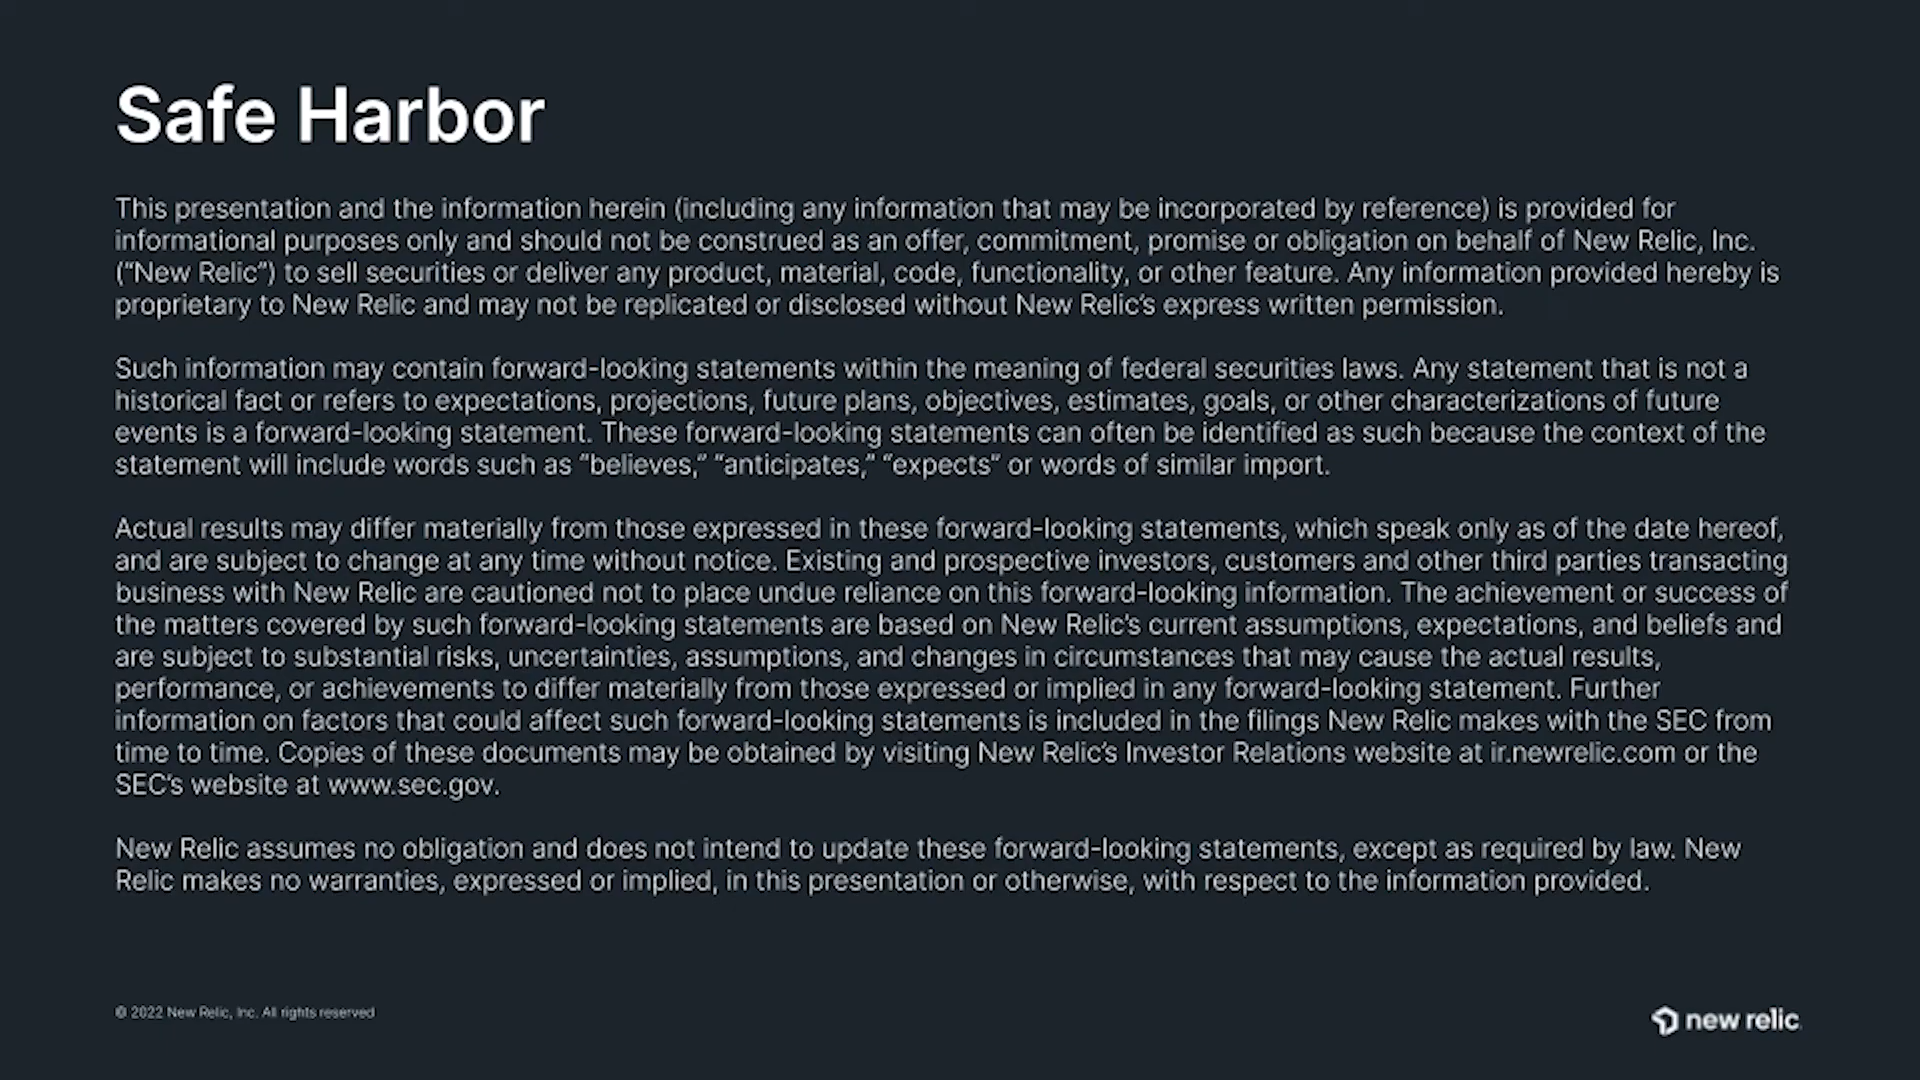 Safe Harbor
This presentation and the information herein (including any information that may be incorporated by reference) is provided for
informational purposes only and should not be construed as an offer, commitment, promise or obligation on behalf of New Relic, Inc.
(“New Relic”) to sell securities or deliver any product, material, code, functionality, or other feature. Any information provided hereby is
proprietary to New Relic and may not be replicated or disclosed without New Relic’s express written permission.
Such information may contain forward-looking statements within the meaning of federal securities laws. Any statement that is not a
historical fact or refers to expectations, projections, future plans, objectives, estimates, goals, or other characterizations of future
events is a forward-looking statement. These forward-looking statements can often be identified as such because the context of the
statement will include words such as “believes,” “anticipates,” “expects” or words of similar import.
Actual results may differ materially from those expressed in these forward-looking statements, which speak only as of the date hereof,
and are subject to change at any time without notice. Existing and prospective investors, customers and other third parties transacting
business with New Relic are cautioned not to place undue reliance on this forward-looking information. The achievement or success of
the matters covered by such forward-looking statements are based on New Relic’s current assumptions, expectations, and beliefs and
are subject to substantial risks, uncertainties, assumptions, and changes in circumstances that may cause the actual results,
performance, or achievements to differ materially from those expressed or implied in any forward-looking statement. Further
information on factors that could affect such forward-looking statements is included in the filings New Relic makes with the SEC from
time to time. Copies of these documents may be obtained by visiting New Relic’s Investor Relations website at ir.newrelic.com or the
SEC’s website at www.sec.gov.
New Relic assumes no obligation and does not intend to update these forward-looking statements, except as required by law. New
Relic makes no warranties, expressed or implied, in this presentation or otherwise, with respect to the information provided.
© 2022 New Relic, Inc. All rights reserved
new relic